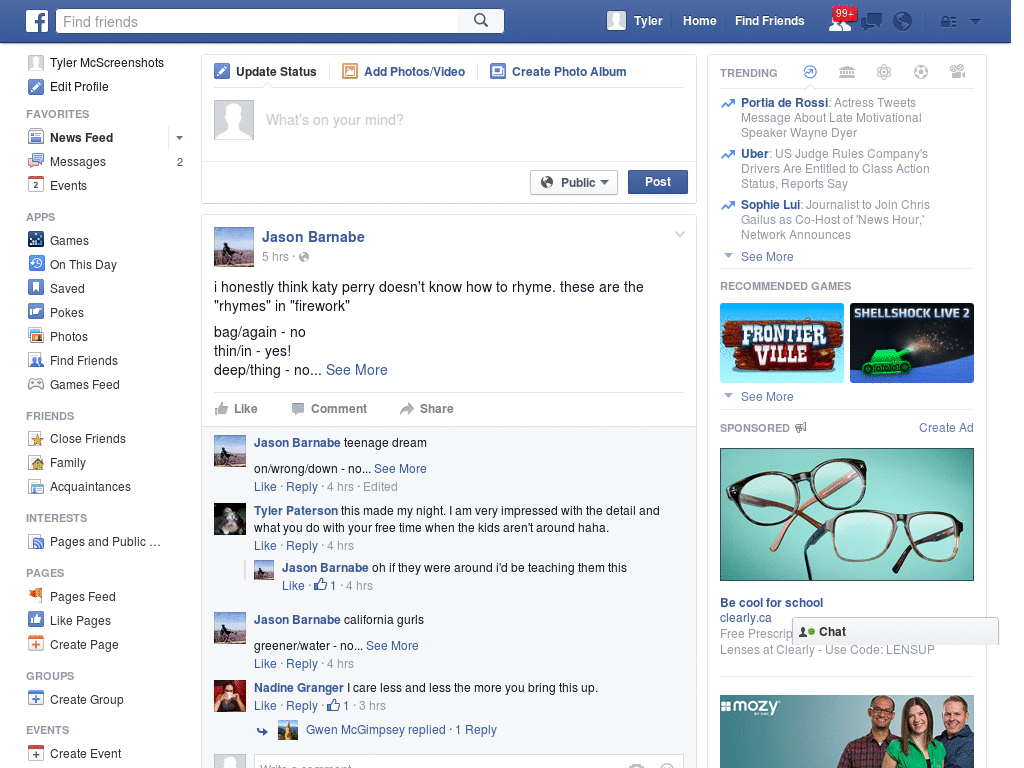 Find friends
Tyler
Home
Find Friends
99+
Tyler McScreenshots
Edit Profile
FAVORITES
News Feed
Messages
2
2
Events
APPS
Games
On This Day
Saved
Pokes
Photos
Find Friends
Games Feed
FRIENDS
Close Friends
Family
Acquaintances
INTERESTS
Pages and Public ...
PAGES
Pages Feed
Like Pages
Create Page
GROUPS
Create Group
EVENTS
Create Event
Update Status
Add Photos/Video
Create Photo Album
What's on your mind?
Public
Post
Jason Barnabe
5 hrs ·
i honestly think katy perry doesn't know how to rhyme. these are the
"rhymes" in "firework"
bag/again - no
thin/in - yes!
deep/thing - no... See More
Like
Comment
Share
Jason Barnabe teenage dream
on/wrong/down - no... See More
Like · Reply · 4 hrs · Edited
Tyler Paterson this made my night. I am very impressed with the detail and
what you do with your free time when the kids aren't around haha.
Like · Reply · 4 hrs
Jason Barnabe oh if they were around i'd be teaching them this
Like · 1 · 4 hrs
Jason Barnabe california gurls
greener/water - no... See More
Like · Reply · 4 hrs
Nadine Granger I care less and less the more you bring this up.
Like · Reply · 1 · 3 hrs
Gwen McGimpsey replied · 1 Reply
Write a comment
TRENDING
Portia de Rossi: Actress Tweets
Message About Late Motivational
Speaker Wayne Dyer
Uber: US Judge Rules Company's
Drivers Are Entitled to Class Action
Status, Reports Say
Sophie Lui: Journalist to Join Chris
Gailus as Co-Host of 'News Hour,'
Network Announces
See More
RECOMMENDED GAMES
FRONTIER
VILLE
SHELLSHOCK LIVE 2
See More
SPONSORED
Create Ad
Be cool for school
clearly.ca
Free Prescrip
Lenses at Clearly - Use Code: LENSUP
Chat
mozy